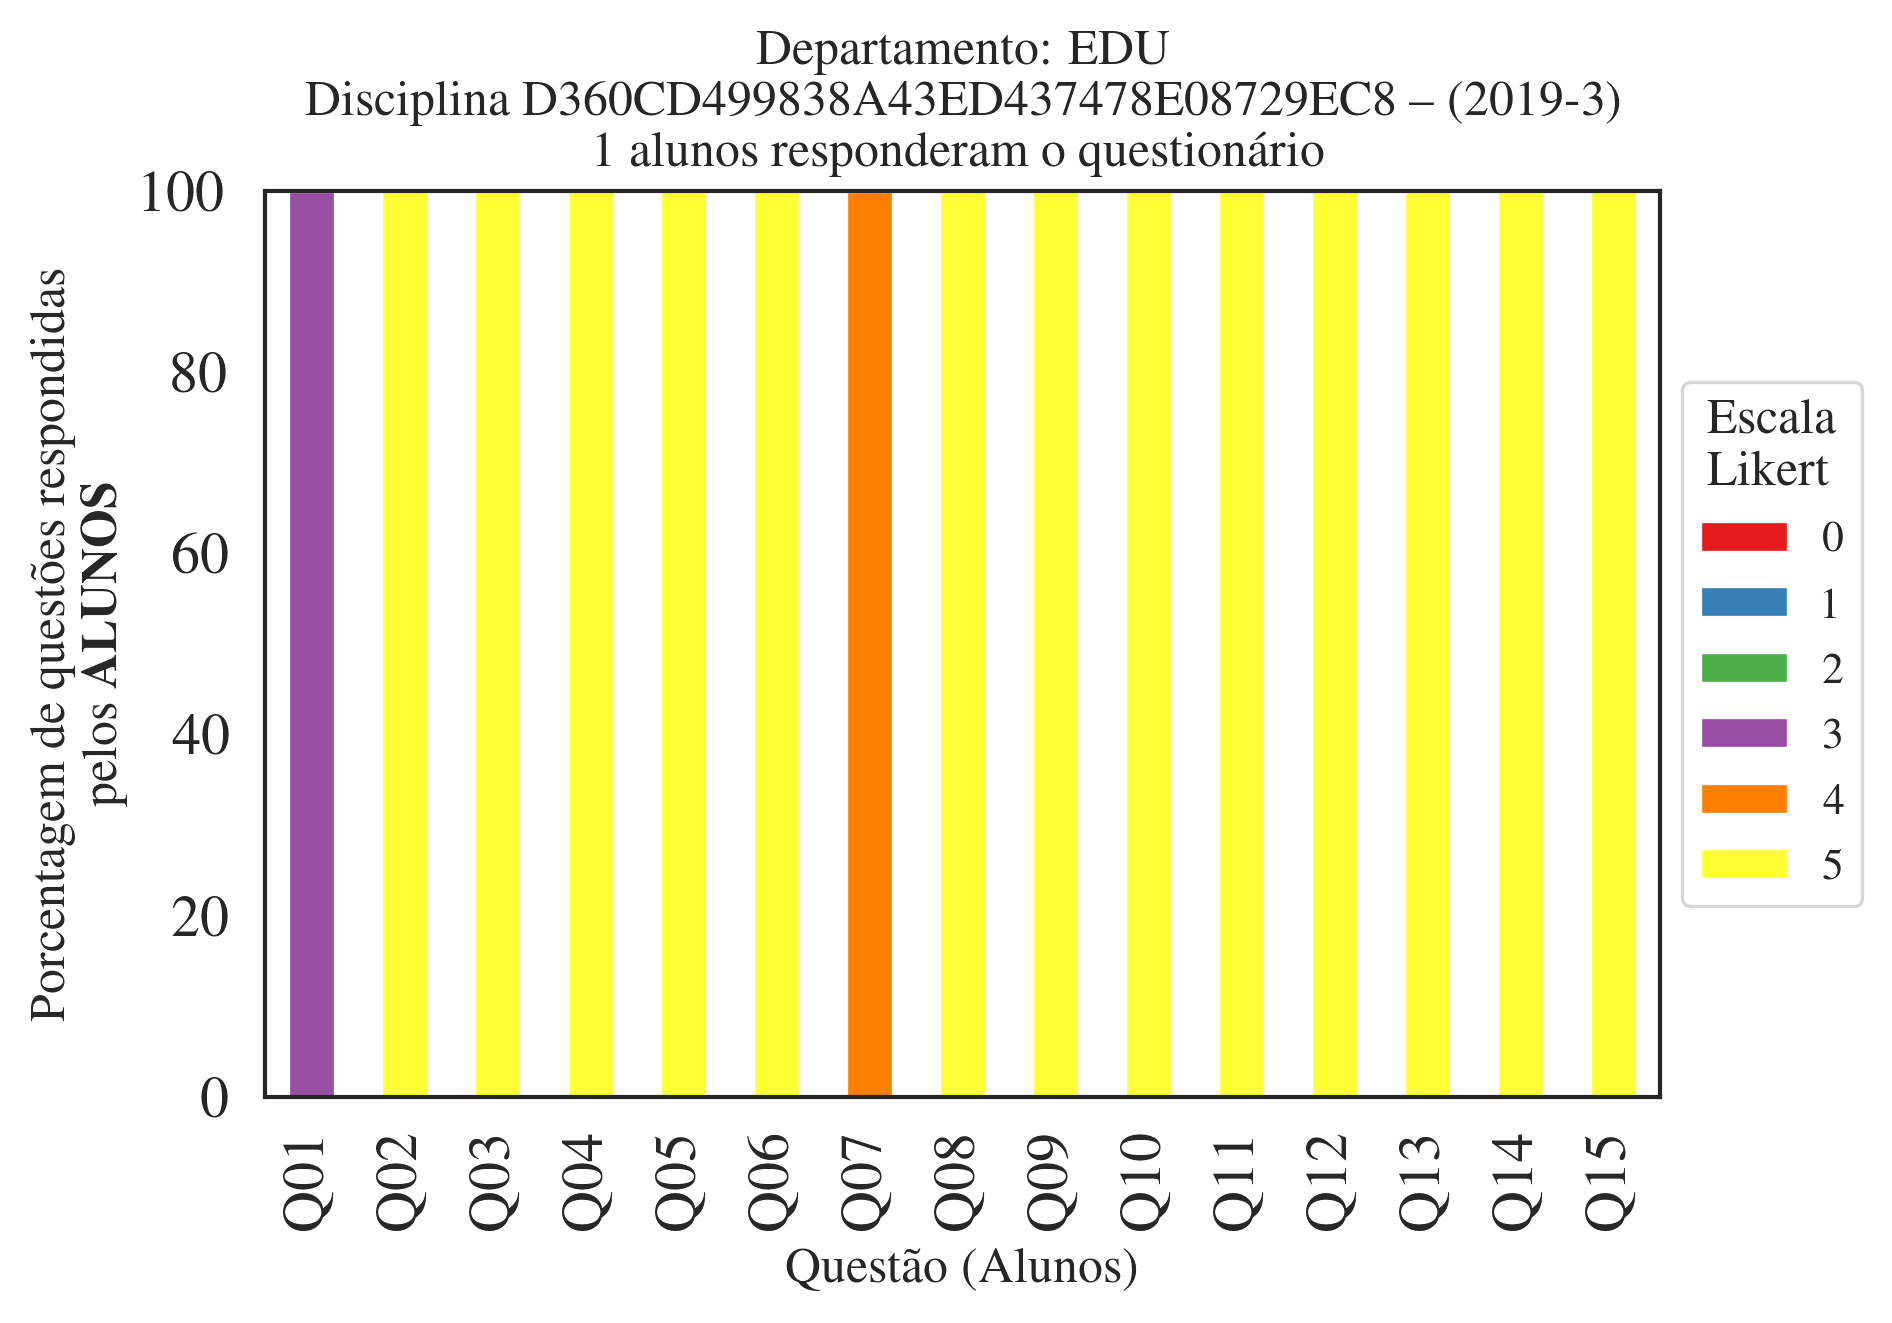 Departamento: EDU
Disciplina D360CD499838A43ED437478E08729EC8 – (2019-3)
1 alunos responderam o questionário
Porcentagem de questões respondidas
pelos ALUNOS
100
80
60
40
20
0
Q01
Q02
Q03
Q04
Q05
Q06
Q07
Q08
Q09
Q10
Q11
Q12
Q13
Q14
Q15
Questão (Alunos)
Escala
Likert
0
1
2
3
4
5